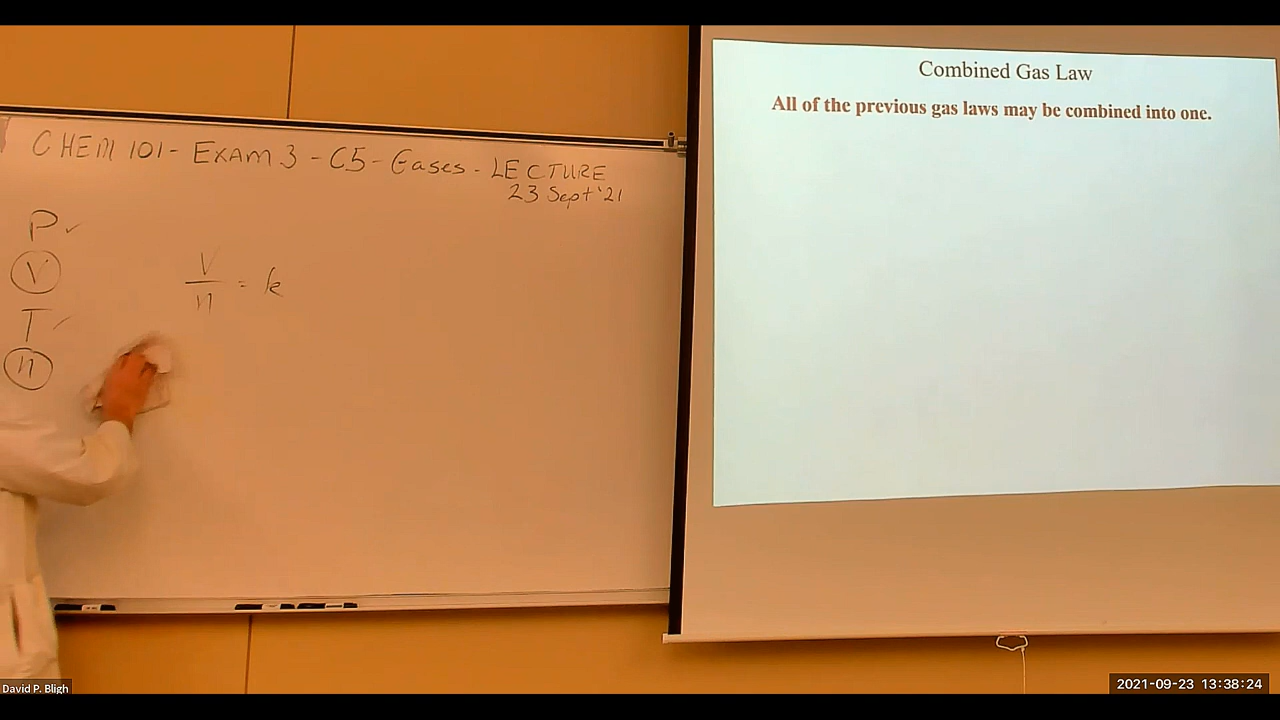 CHEM 101 - EXAM 3 - C5 - Gases - LECTURE
23 Sept '21
P ✓
V
T ✓
n
V
n
= k
Combined Gas Law
All of the previous gas laws may be combined into one.
David P. Bligh
2021-09-23 13:38:24